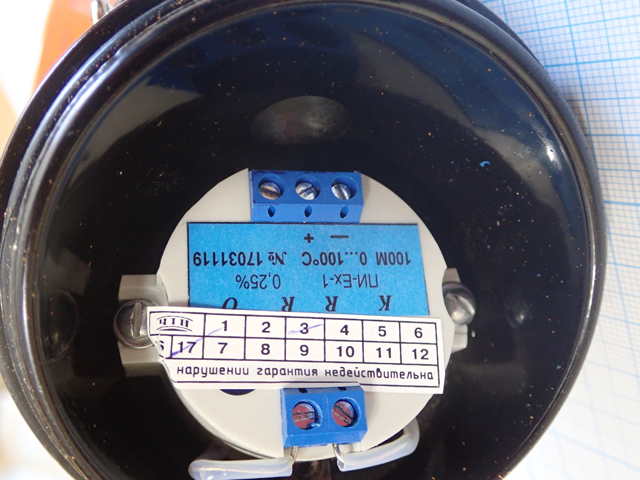 K R R O
ПИ-Ex-1 0,25%
100М 0...100°С № 17031119
− +
1 2 3 4 5 6
17 7 8 9 10 11 12
нарушении гарантия недействительна